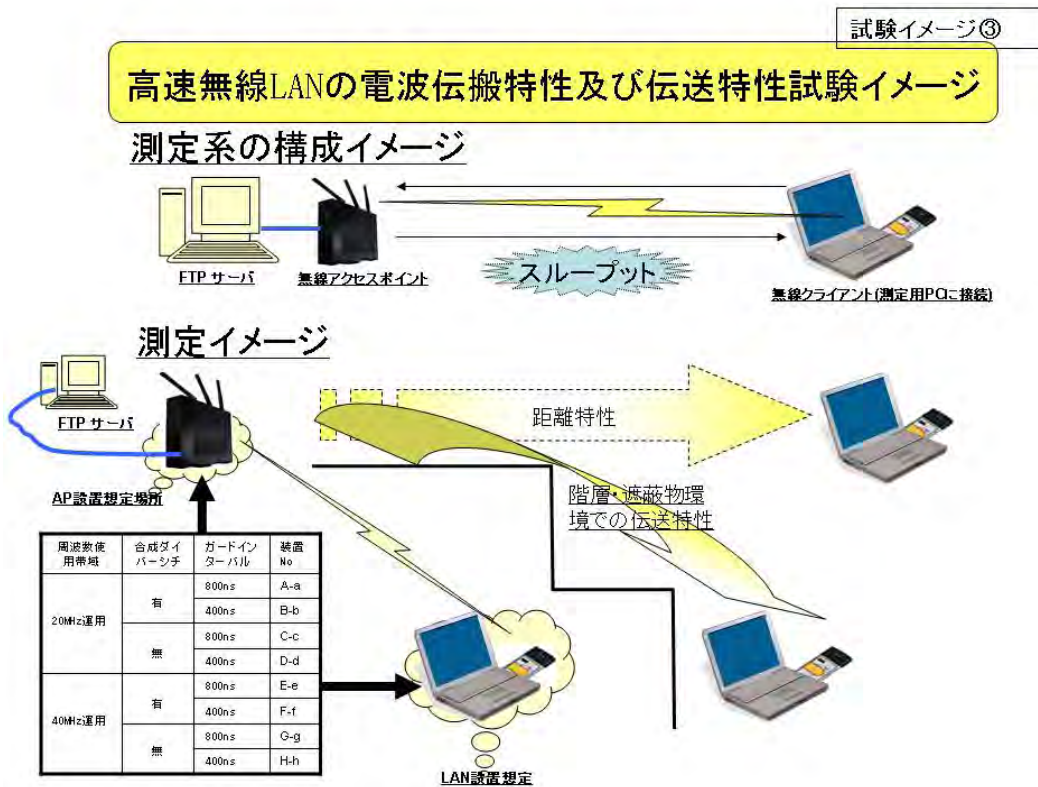 試験イメージ③
高速無線LANの電波伝搬特性及び伝送特性試験イメージ
測定系の構成イメージ
FTP サーバ
無線アクセスポイント
スループット
無線クライアント(測定用PCに接続)
測定イメージ
FTP サーバ
AP設置想定場所
距離特性
階層・遮蔽物環
境での伝送特性
周波数使
用帯域
合成ダイ
バーシチ
ガードイン
ターバル
装置
No
20MHz運用
有
800ns
A-a
400ns
B-b
無
800ns
C-c
400ns
D-d
40MHz運用
有
800ns
E-e
400ns
F-f
無
800ns
G-g
400ns
H-h
LAN設置想定